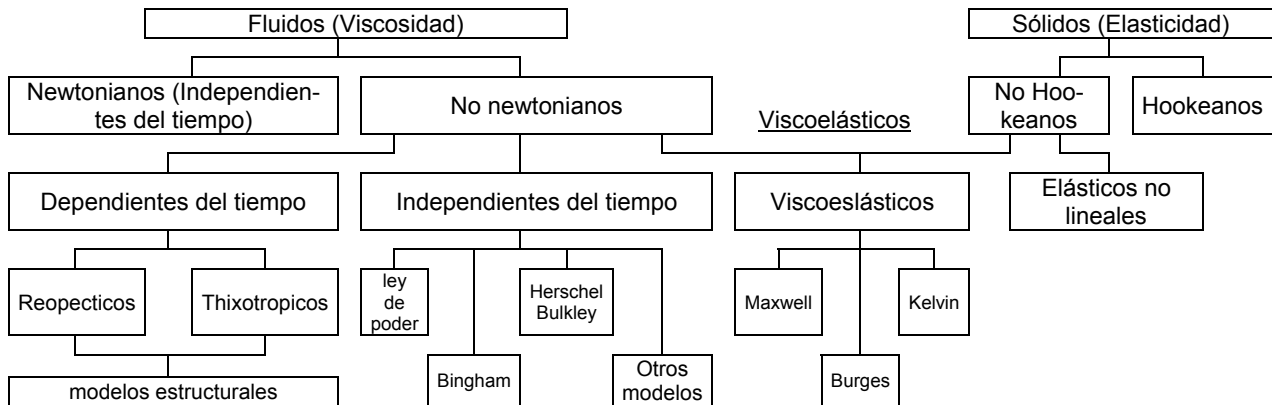 Fluidos (Viscosidad)
Sólidos (Elasticidad)
Newtonianos (Independien-
tes del tiempo)
No newtonianos
Viscoelásticos
No Hoo-
keanos
Hookeanos
Dependientes del tiempo
Independientes del tiempo
Viscoeslásticos
Elásticos no
lineales
Reopecticos
Thixotropicos
ley
de
poder
Herschel
Bulkley
Maxwell
Kelvin
modelos estructurales
Bingham
Otros
modelos
Burges